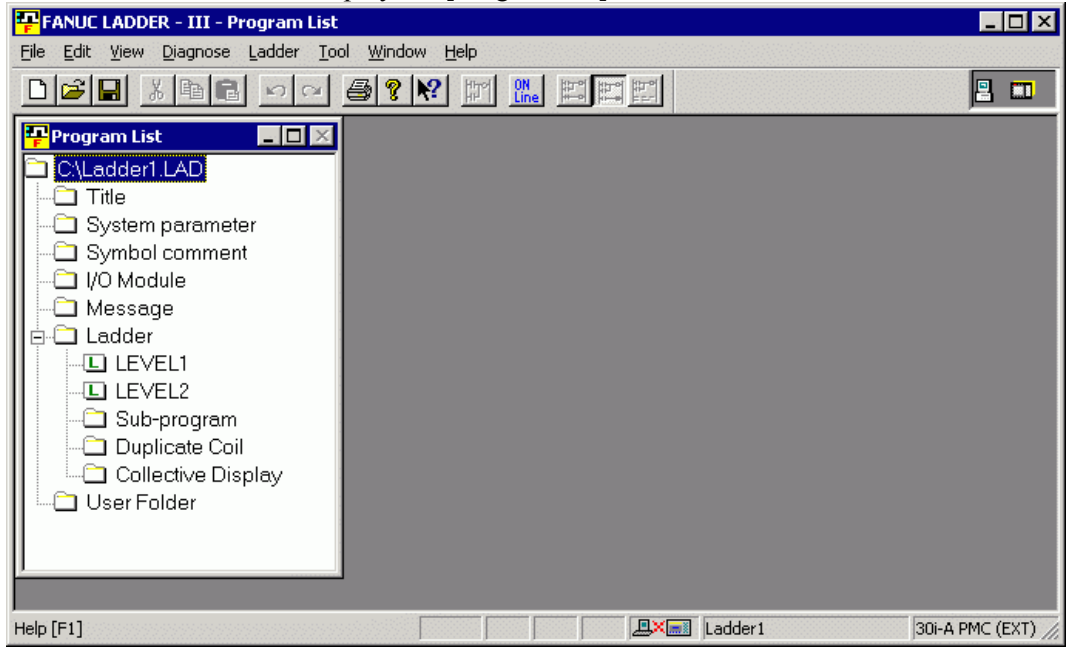 FANUC LADDER - III - Program List
File Edit View Diagnose Ladder Tool Window Help
ON
Line
Program List
C:\Ladder1.LAD
Title
System parameter
Symbol comment
I/O Module
Message
Ladder
L LEVEL1
L LEVEL2
Sub-program
Duplicate Coil
Collective Display
User Folder
Help [F1] Ladder1 30i-A PMC (EXT)